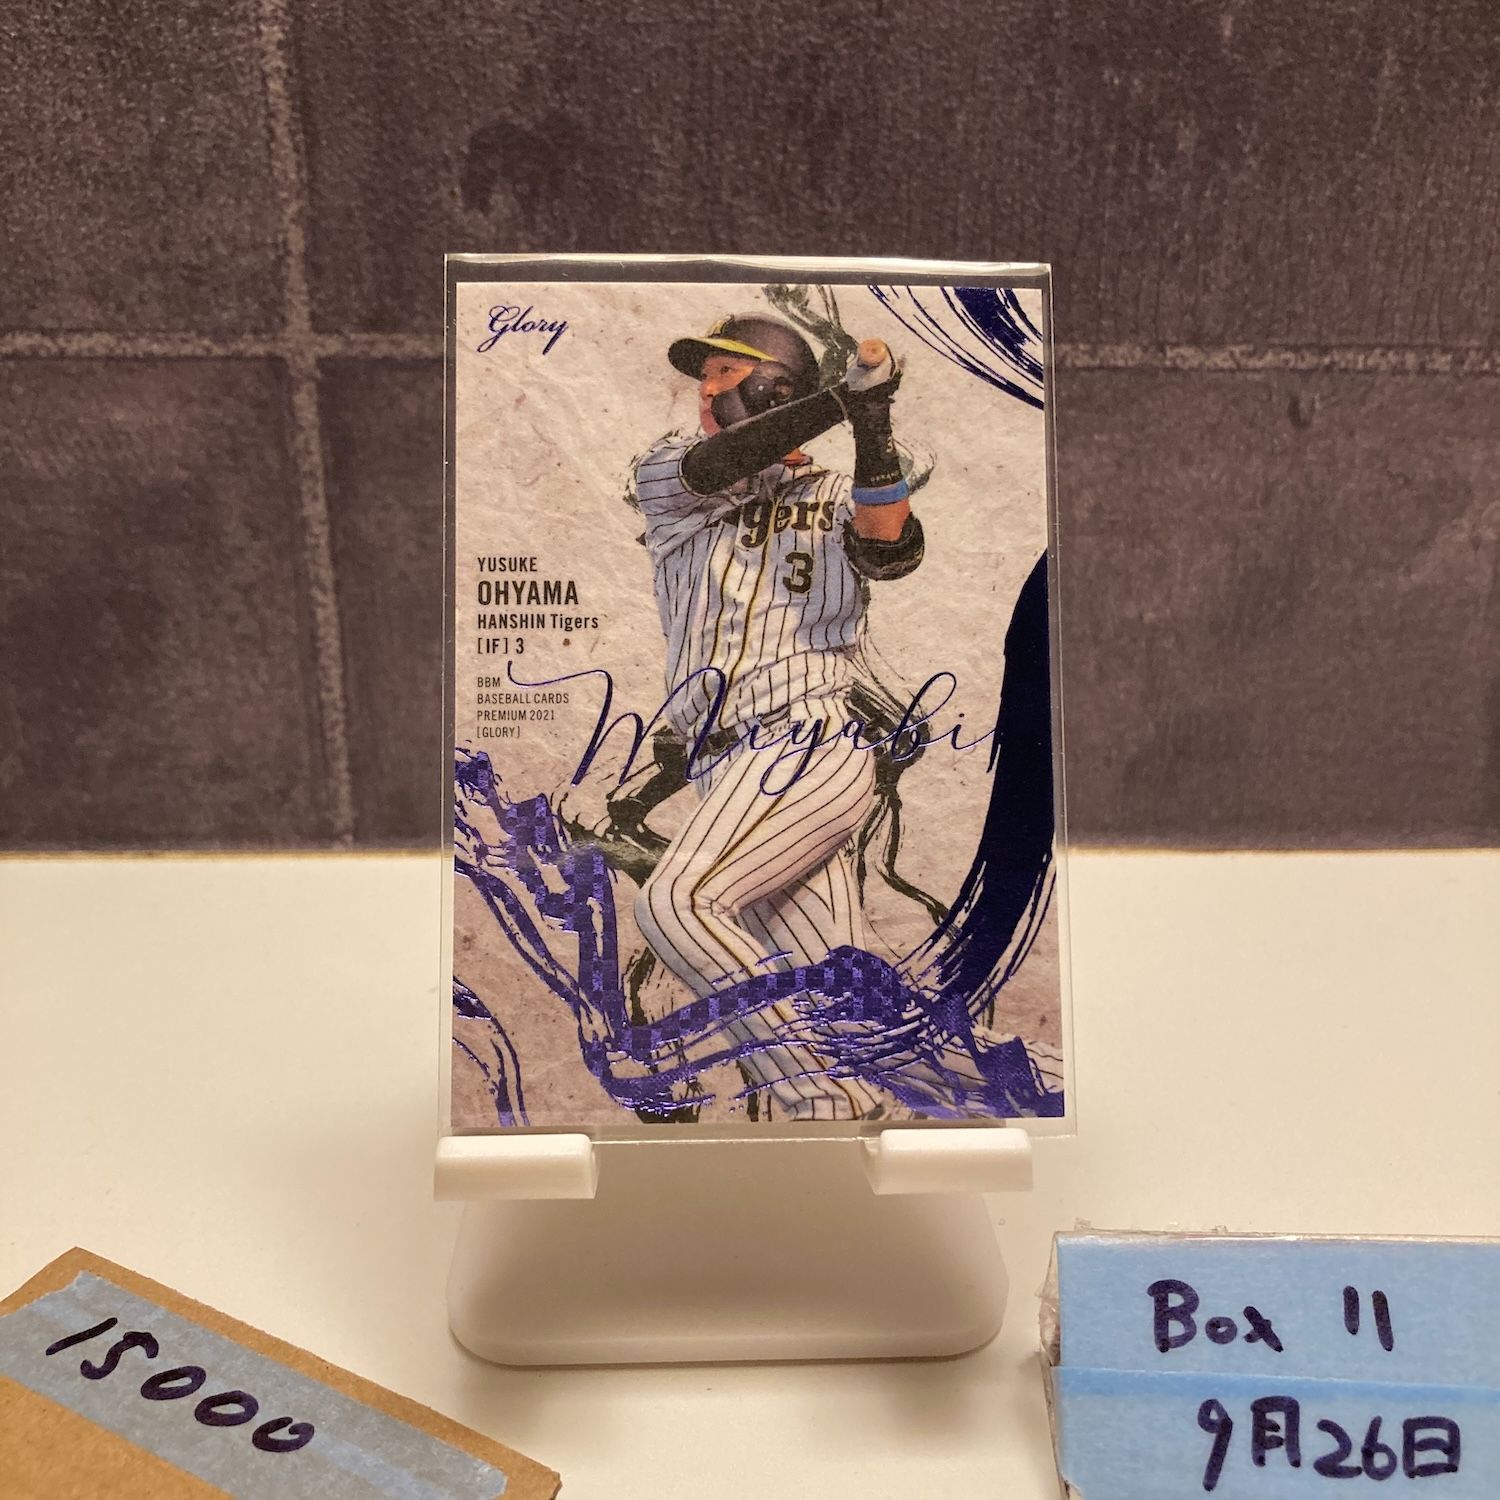 Glory
Tigers
3
YUSUKE
OHYAMA
HANSHIN Tigers
[IF] 3
BBM
BASEBALL CARDS
PREMIUM 2021
[GLORY]
Miyabi
15000
Box 11
9月26日